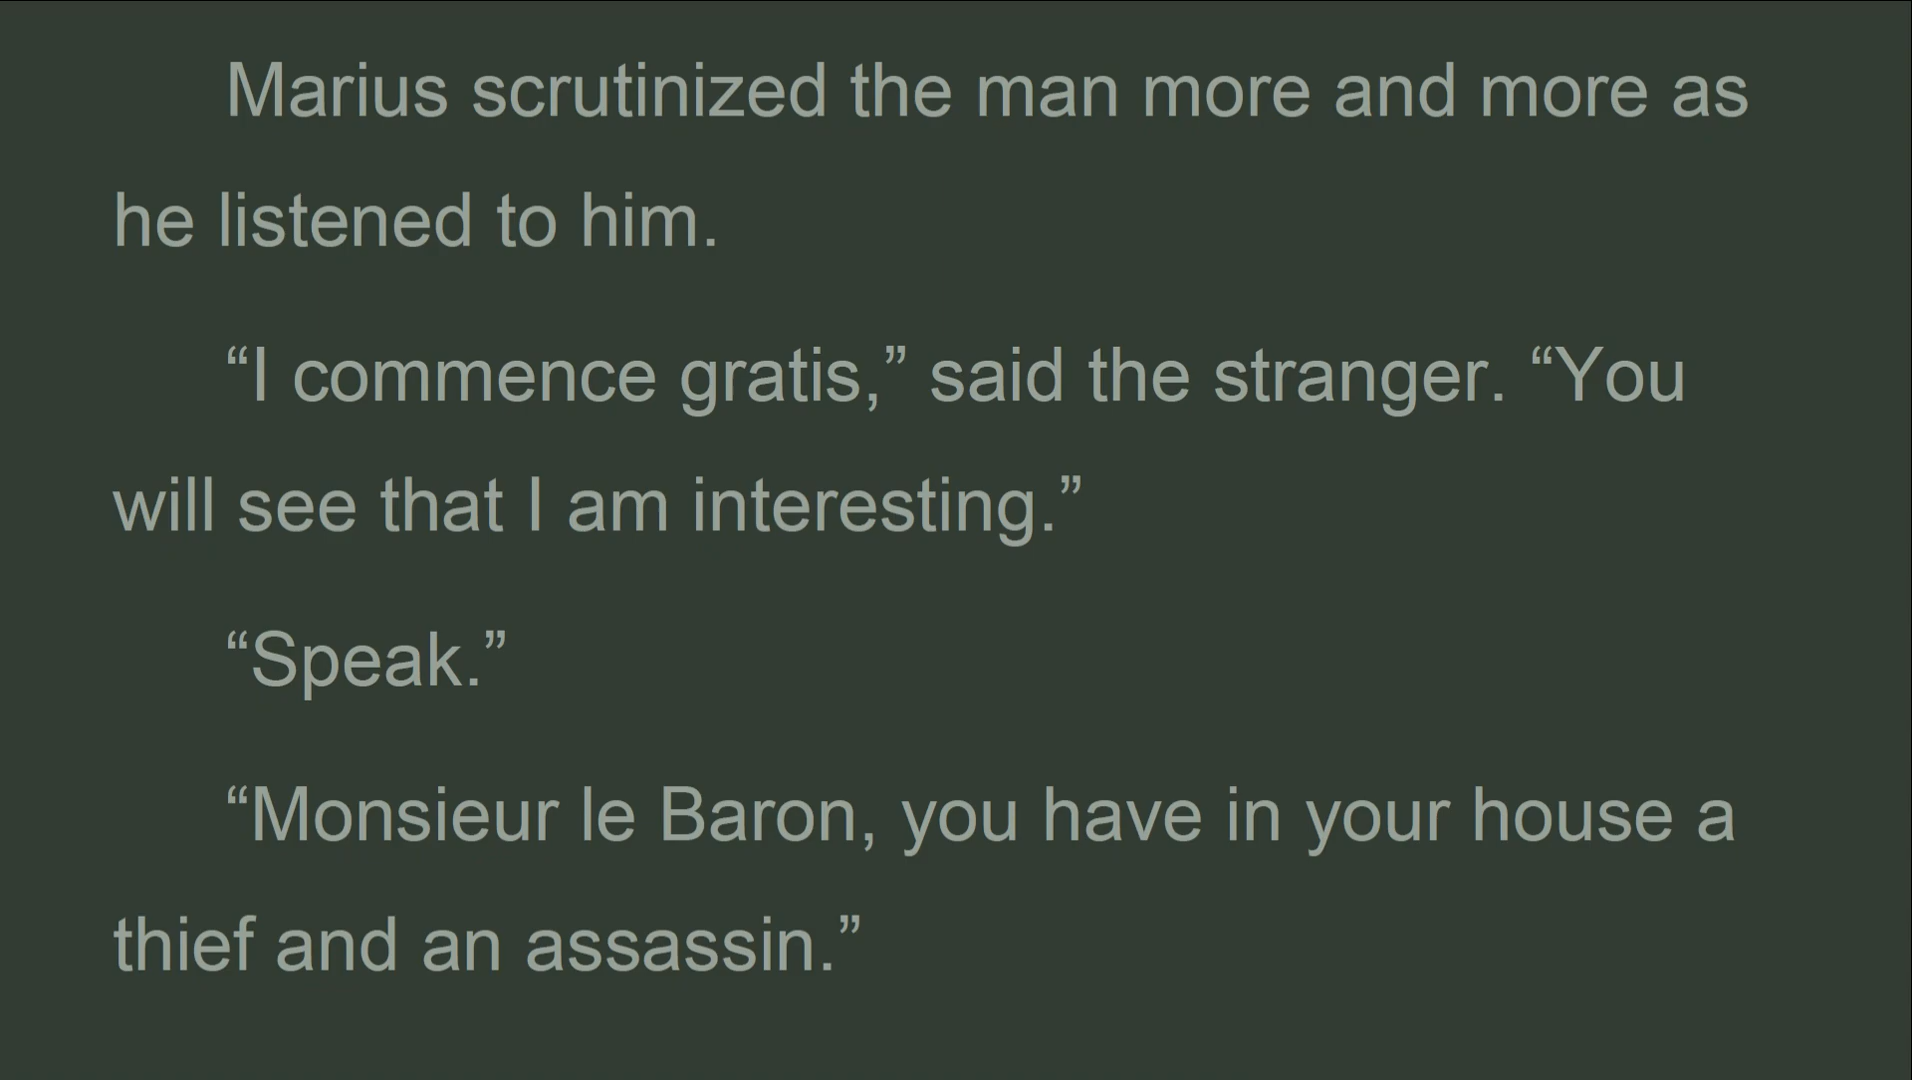 Marius scrutinized the man more and more as
he listened to him.
“I commence gratis,” said the stranger. “You
will see that I am interesting.”
“Speak.”
“Monsieur le Baron, you have in your house a
thief and an assassin.”